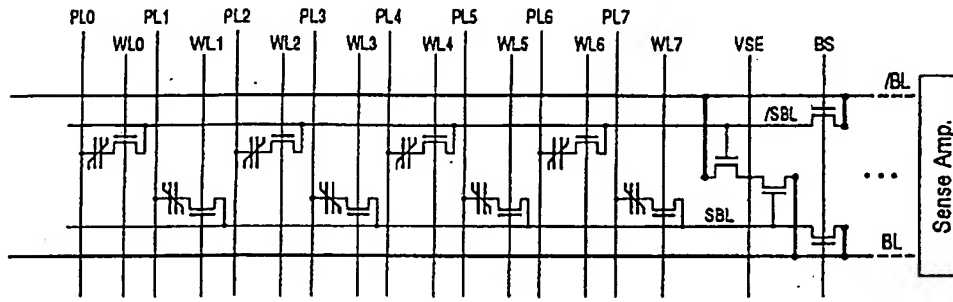 PL0 PL1 PL2 PL3 PL4 PL5 PL6 PL7
WL0 WL1 WL2 WL3 WL4 WL5 WL6 WL7 VSE BS
/BL
/SBL
SBL
BL
Sense Amp.